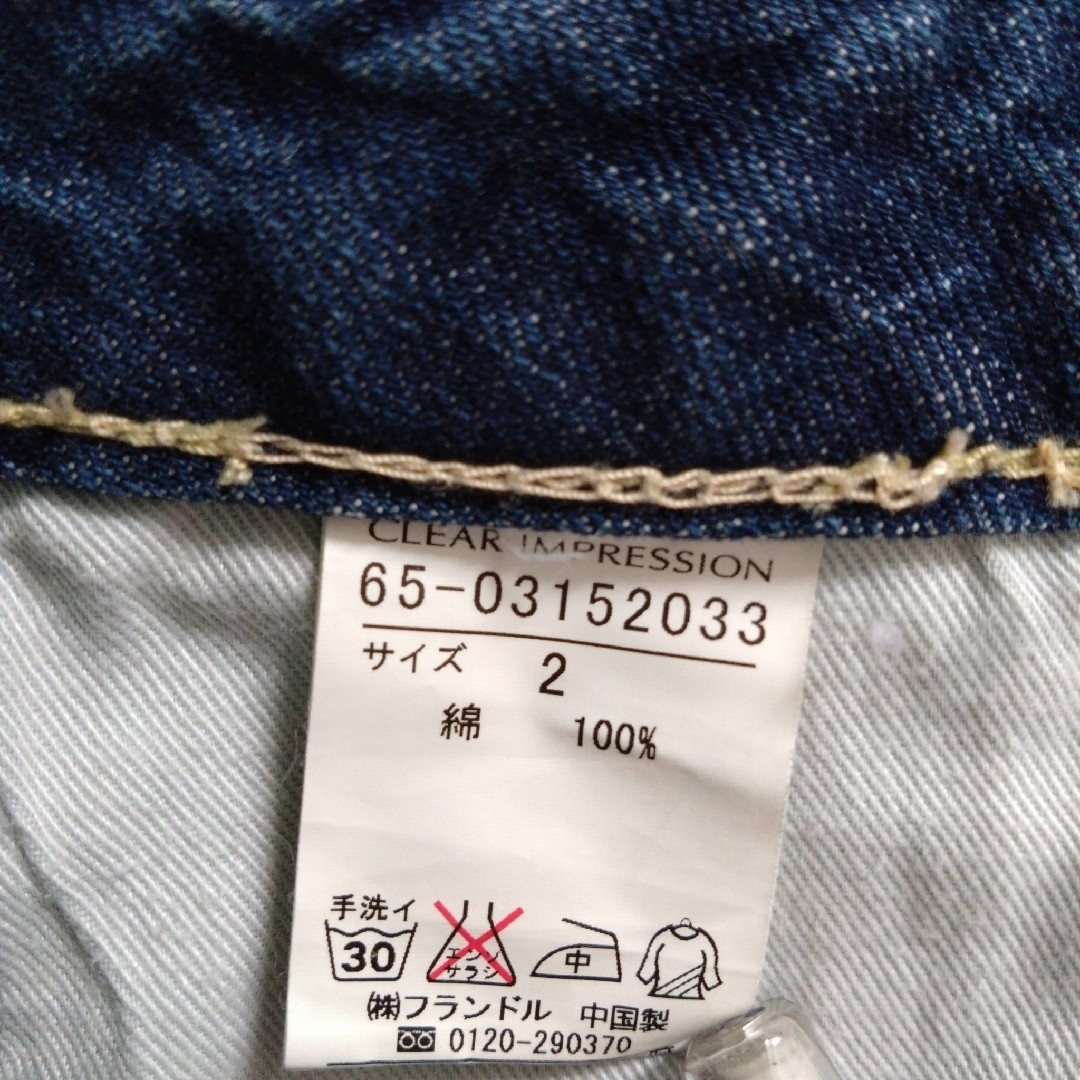 CLEAR IMPRESSION
65-03152033
サイズ 2
綿 100%
手洗イ
30 エンソ サラシ 中
㈱フランドル 中国製
0120-290370